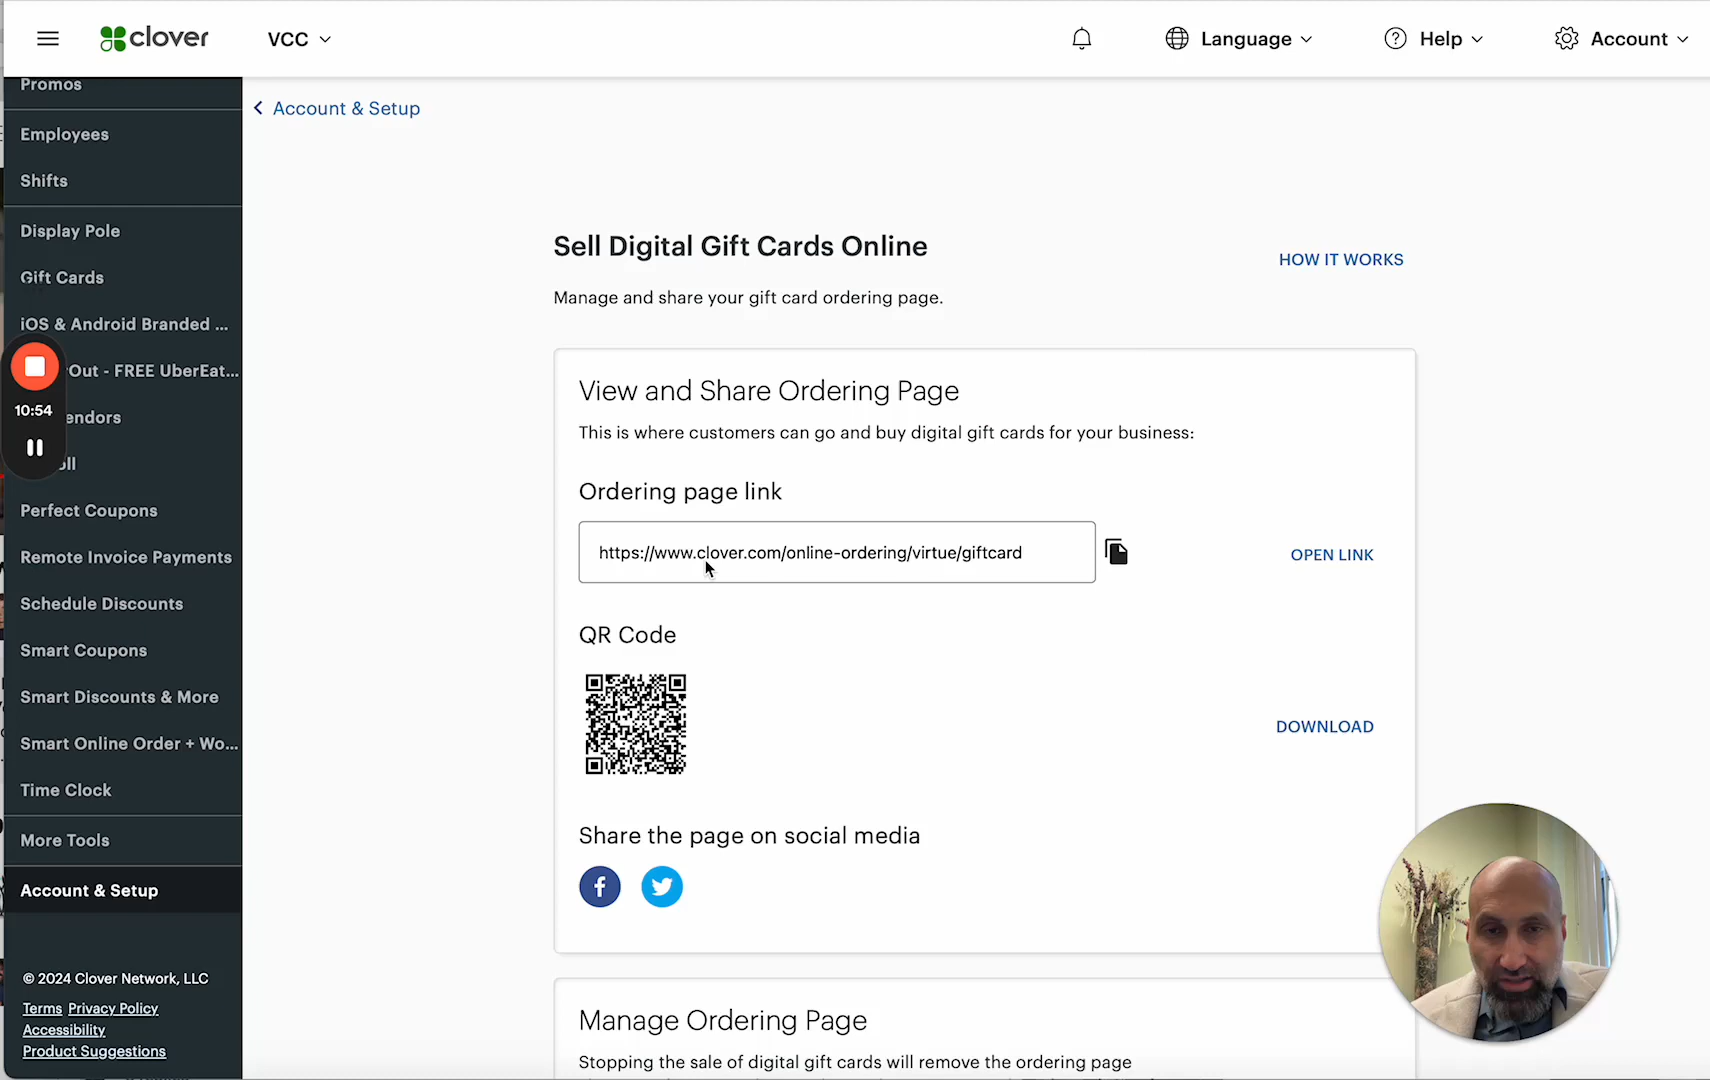 clover
VCC
Language
Help
Account
Promos
Employees
Shifts
Display Pole
Gift Cards
iOS & Android Branded ...
Out - FREE UberEat...
endors
Perfect Coupons
Remote Invoice Payments
Schedule Discounts
Smart Coupons
Smart Discounts & More
Smart Online Order + Wo...
Time Clock
More Tools
Account & Setup
© 2024 Clover Network, LLC
Terms Privacy Policy
Accessibility
Product Suggestions
10:54
Account & Setup
Sell Digital Gift Cards Online
HOW IT WORKS
Manage and share your gift card ordering page.
View and Share Ordering Page
This is where customers can go and buy digital gift cards for your business:
Ordering page link
https://www.clover.com/online-ordering/virtue/giftcard
OPEN LINK
QR Code
DOWNLOAD
Share the page on social media
Manage Ordering Page
Stopping the sale of digital gift cards will remove the ordering page